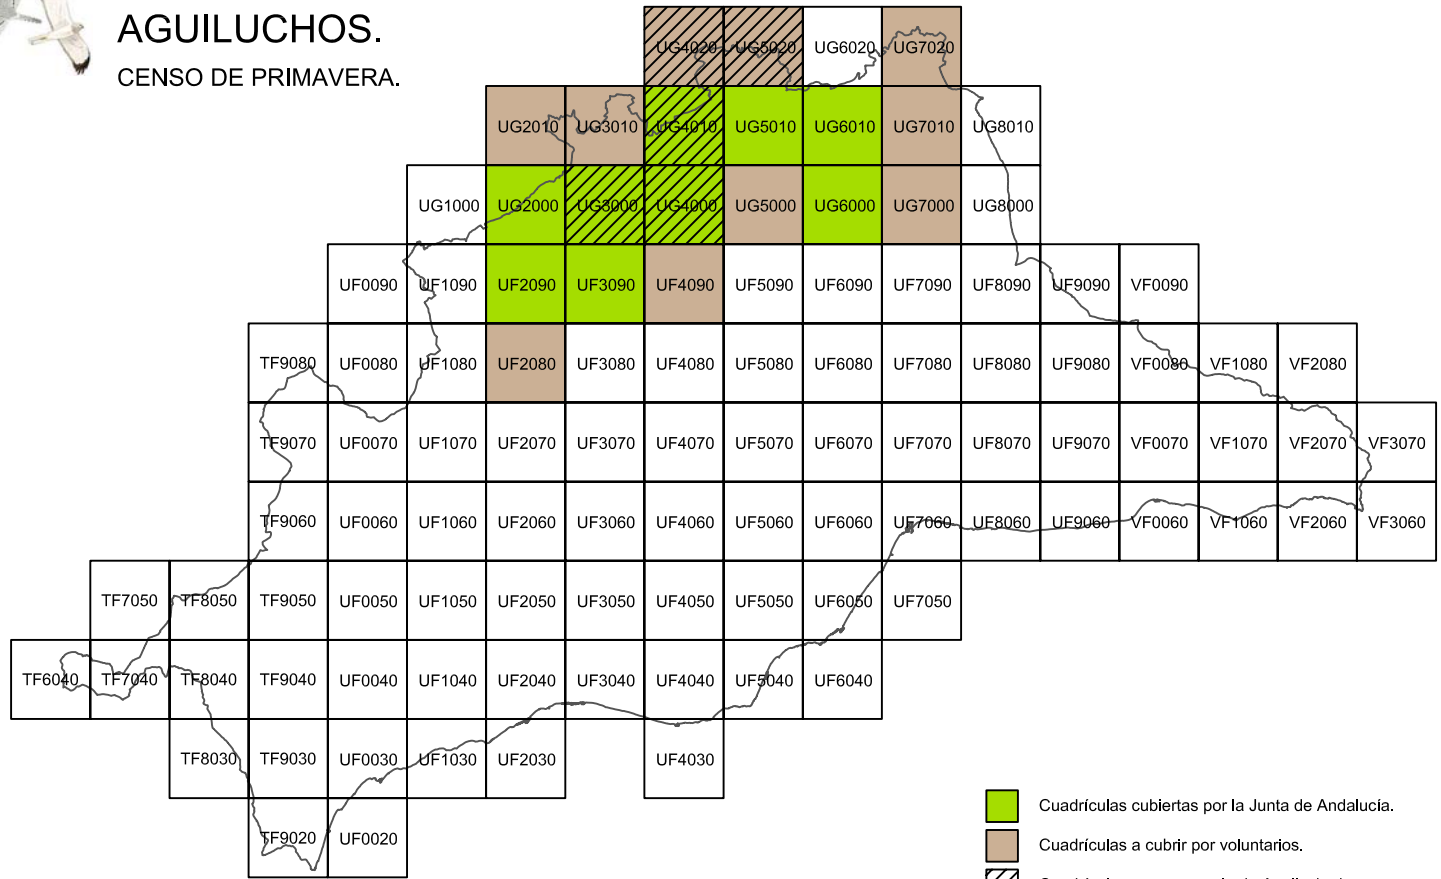 AGUILUCHOS.
CENSO DE PRIMAVERA.
UG4020 UG5020 UG6020 UG7020
UG2010 UG3010 UG4010 UG5010 UG6010 UG7010 UG8010
UG1000 UG2000 UG3000 UG4000 UG5000 UG6000 UG7000 UG8000
UF0090 UF1090 UF2090 UF3090 UF4090 UF5090 UF6090 UF7090 UF8090 UF9090 VF0090
TF9080 UF0080 UF1080 UF2080 UF3080 UF4080 UF5080 UF6080 UF7080 UF8080 UF9080 VF0080 VF1080 VF2080
TF9070 UF0070 UF1070 UF2070 UF3070 UF4070 UF5070 UF6070 UF7070 UF8070 UF9070 VF0070 VF1070 VF2070 VF3070
TF9060 UF0060 UF1060 UF2060 UF3060 UF4060 UF5060 UF6060 UF7060 UF8060 UF9060 VF0060 VF1060 VF2060 VF3060
TF7050 TF8050 TF9050 UF0050 UF1050 UF2050 UF3050 UF4050 UF5050 UF6050 UF7050
TF6040 TF7040 TF8040 TF9040 UF0040 UF1040 UF2040 UF3040 UF4040 UF5040 UF6040
TF8030 TF9030 UF0030 UF1030 UF2030 UF4030
TF9020 UF0020
Cuadrículas cubiertas por la Junta de Andalucía.
Cuadrículas a cubrir por voluntarios.